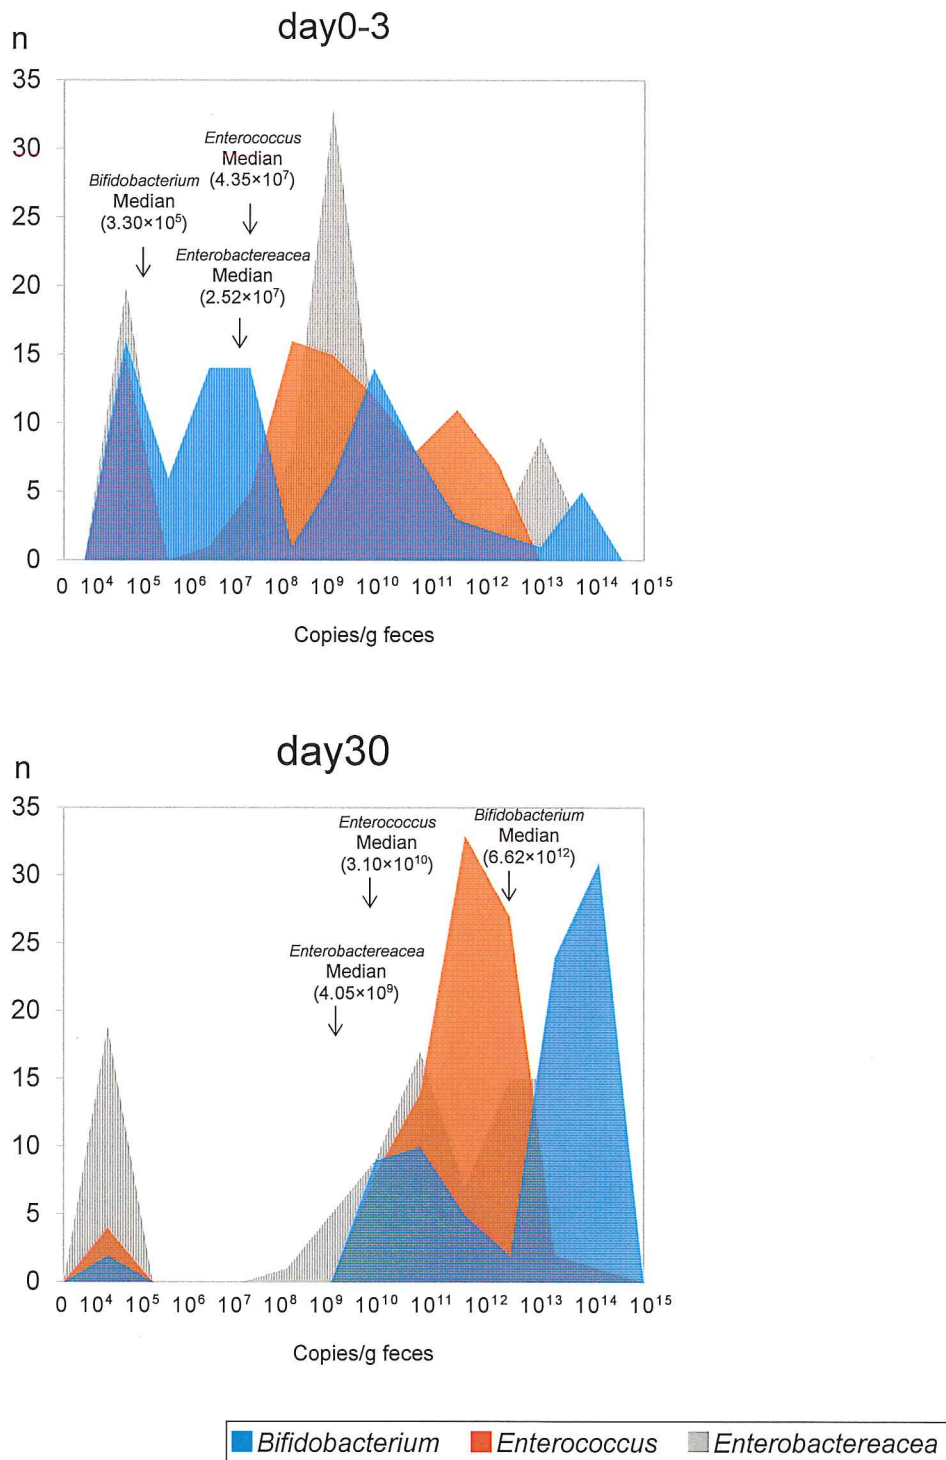 day0-3
n
35
30
25
20
15
10
5
0
Enterococcus
Median
(4.35×10⁷)
Bifidobacterium
Median
(3.30×10⁵)
Enterobactereacea
Median
(2.52×10⁷)
0 10⁴ 10⁵ 10⁶ 10⁷ 10⁸ 10⁹ 10¹⁰ 10¹¹ 10¹² 10¹³ 10¹⁴ 10¹⁵
Copies/g feces
day30
n
35
30
25
20
15
10
5
0
Enterococcus
Median
(3.10×10¹⁰)
Bifidobacterium
Median
(6.62×10¹²)
Enterobactereacea
Median
(4.05×10⁹)
0 10⁴ 10⁵ 10⁶ 10⁷ 10⁸ 10⁹ 10¹⁰ 10¹¹ 10¹² 10¹³ 10¹⁴ 10¹⁵
Copies/g feces
Bifidobacterium Enterococcus Enterobactereacea